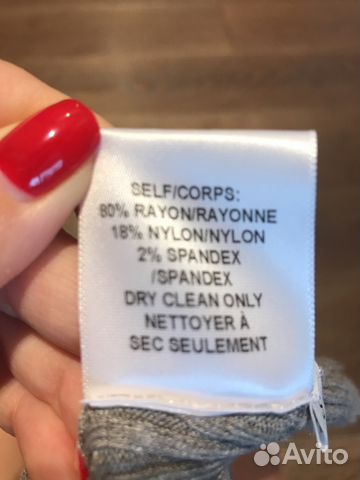 SELF/CORPS:
80% RAYON/RAYONNE
18% NYLON/NYLON
2% SPANDEX
/SPANDEX
DRY CLEAN ONLY
NETTOYER À
SEC SEULEMENT
Avito